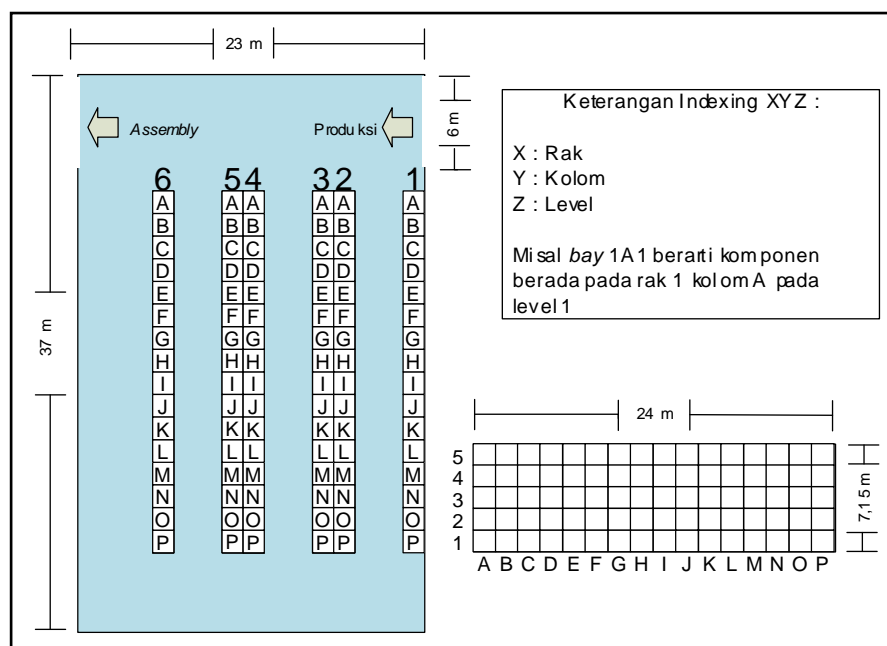 23 m
Assembly
Produksi
6 m
6 5 4 3 2 1
A A A A A A
B B B B B B
C C C C C C
D D D D D D
E E E E E E
F F F F F F
G G G G G G
H H H H H H
I I I I I I
J J J J J J
K K K K K K
L L L L L L
M M M M M M
N N N N N N
O O O O O O
P P P P P P
37 m
Keterangan Indexing XYZ :
X : Rak
Y : Kolom
Z : Level
Misal bay 1A1 berarti komponen
berada pada rak 1 kolom A pada
level 1
24 m
5
4
3
2
1
A B C D E F G H I J K L M N O P
7,15 m